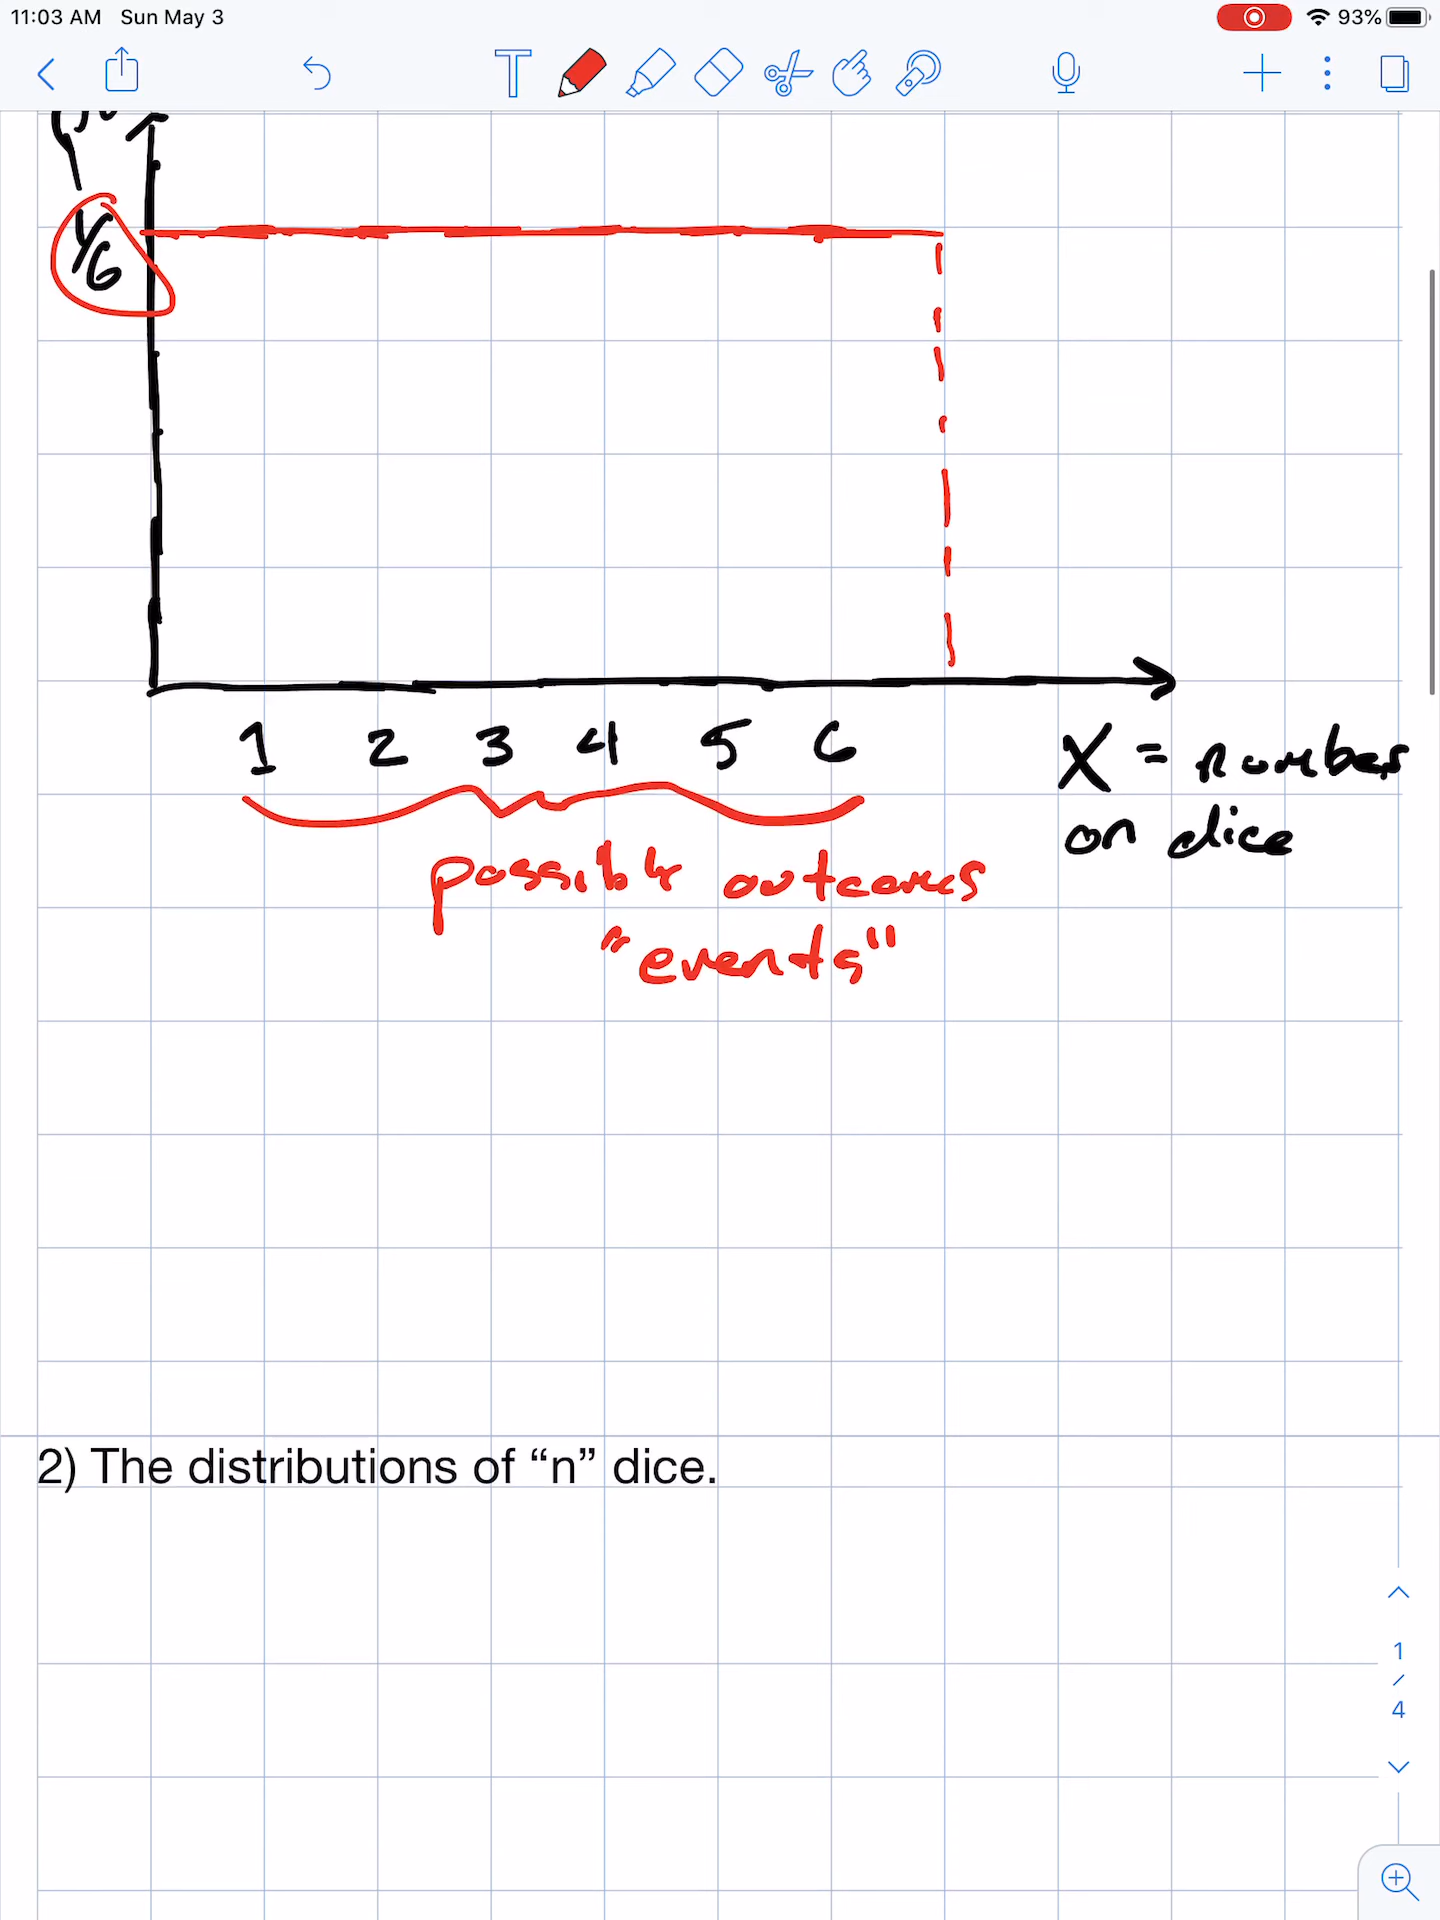 11:03 AM Sun May 3
93%
T
1/6
1 2 3 4 5 6
X = number
on dice
possible outcomes
"events"
2) The distributions of “n” dice.
1
/
4